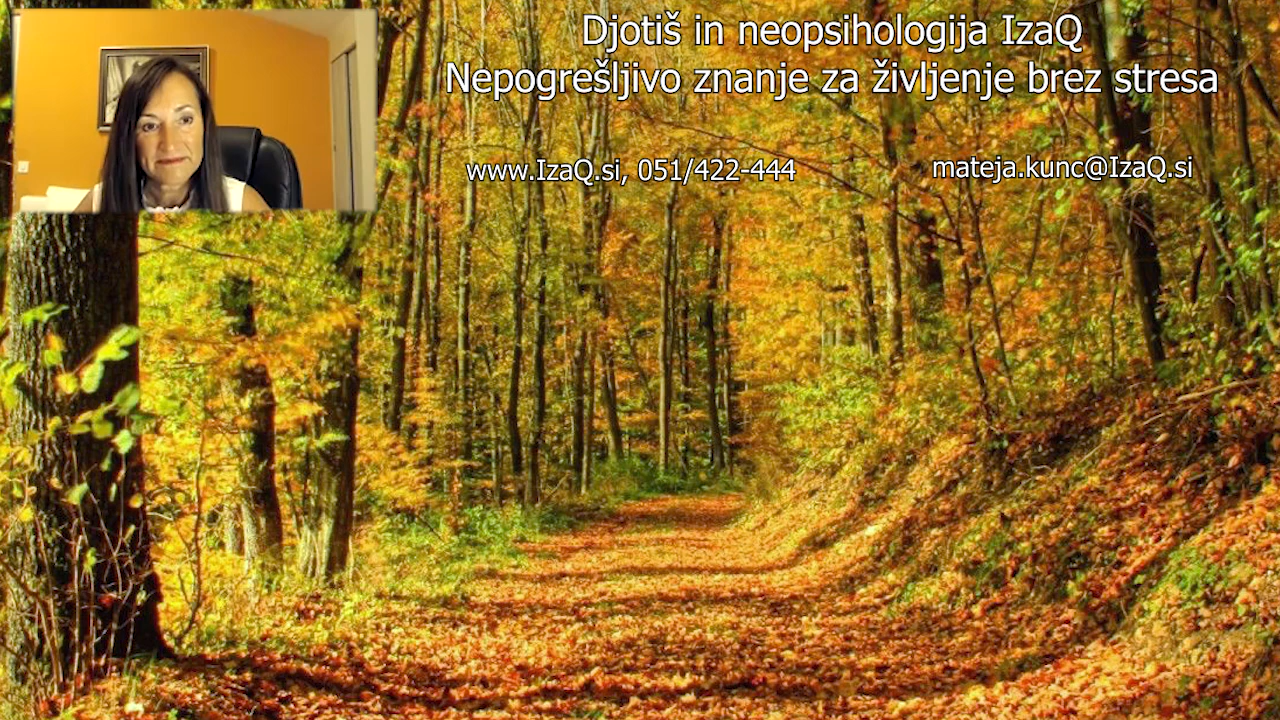 Djotiš in neopsihologija IzaQ
Nepogrešljivo znanje za življenje brez stresa
www.IzaQ.si, 051/422-444
mateja.kunc@IzaQ.si